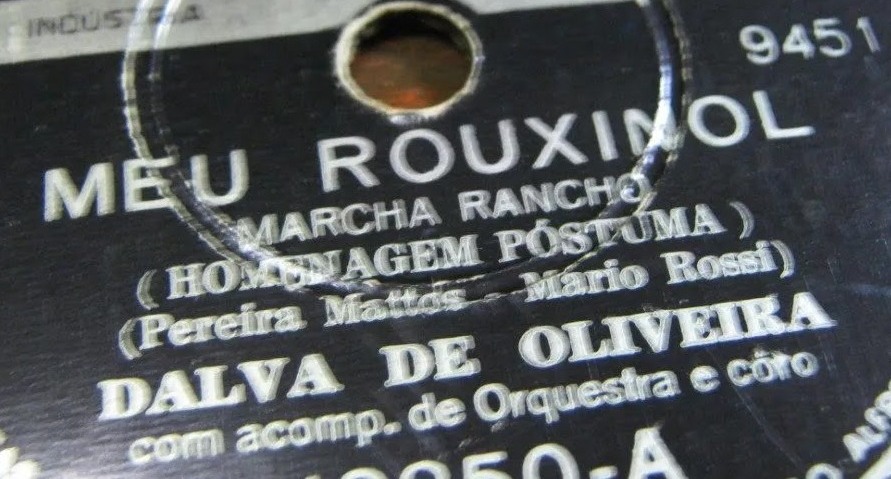 INDÚSTRIA
9451
MEU ROUXINOL
MARCHA RANCHO
( HOMENAGEM PÓSTUMA )
(Pereira Mattos - Mario Rossi)
DALVA DE OLIVEIRA
com acomp. de Orquestra e côro